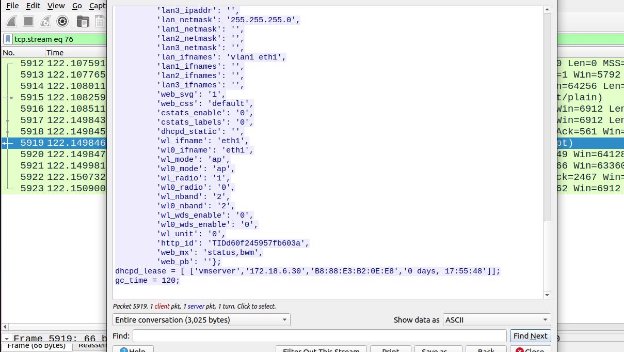 File Edit View Go Capt
tcp.stream eq 76
No. Time
5912 122.107591
5913 122.107765
5914 122.108011
5915 122.108259
5916 122.108511
5917 122.149843
5918 122.149845
5919 122.149846
5920 122.149847
5921 122.149981
5922 122.150732
5923 122.150900
'lan3_ipaddr': '',
'lan_netmask': '255.255.255.0',
'lan1_netmask': '',
'lan2_netmask': '',
'lan3_netmask': '',
'lan_ifnames': 'vlan1 eth1',
'lan1_ifnames': '',
'lan2_ifnames': '',
'lan3_ifnames': '',
'web_svg': '1',
'web_css': 'default',
'cstats_enable': '0',
'cstats_labels': '0',
'dhcpd_static': '',
'wl_ifname': 'eth1',
'wl0_ifname': 'eth1',
'wl_mode': 'ap',
'wl0_mode': 'ap',
'wl_radio': '1',
'wl0_radio': '0',
'wl_nband': '2',
'wl0_nband': '2',
'wl_wds_enable': '0',
'wl0_wds_enable': '0',
'wl_unit': '0',
'http_id': 'TIDd60f245957fb603a',
'web_mx': 'status,bwm',
'web_pb': ''};
dhcpd_lease = [ ['vmserver','172.18.6.30','B8:88:E3:B2:0E:E8','0 days, 17:55:48']];
gc_time = 120;
0 Len=0 MSS=
=1 Win=5792
n=64256 Len=
t/plain)
Win=6912 Len
Win=6912 Len
Ack=561 Win=
pt)
49 Win=64128
66 Win=63360
Ack=2467 Win
62 Win=6912
Packet 5919. 1 client pkt, 1 server pkt, 1 turn. Click to select.
Entire conversation (3,025 bytes) Show data as ASCII
Find: Find Next
Help Filter Out This Stream Print Save as… Back Close
Frame 5919: 66 b
Frame (66 bytes)